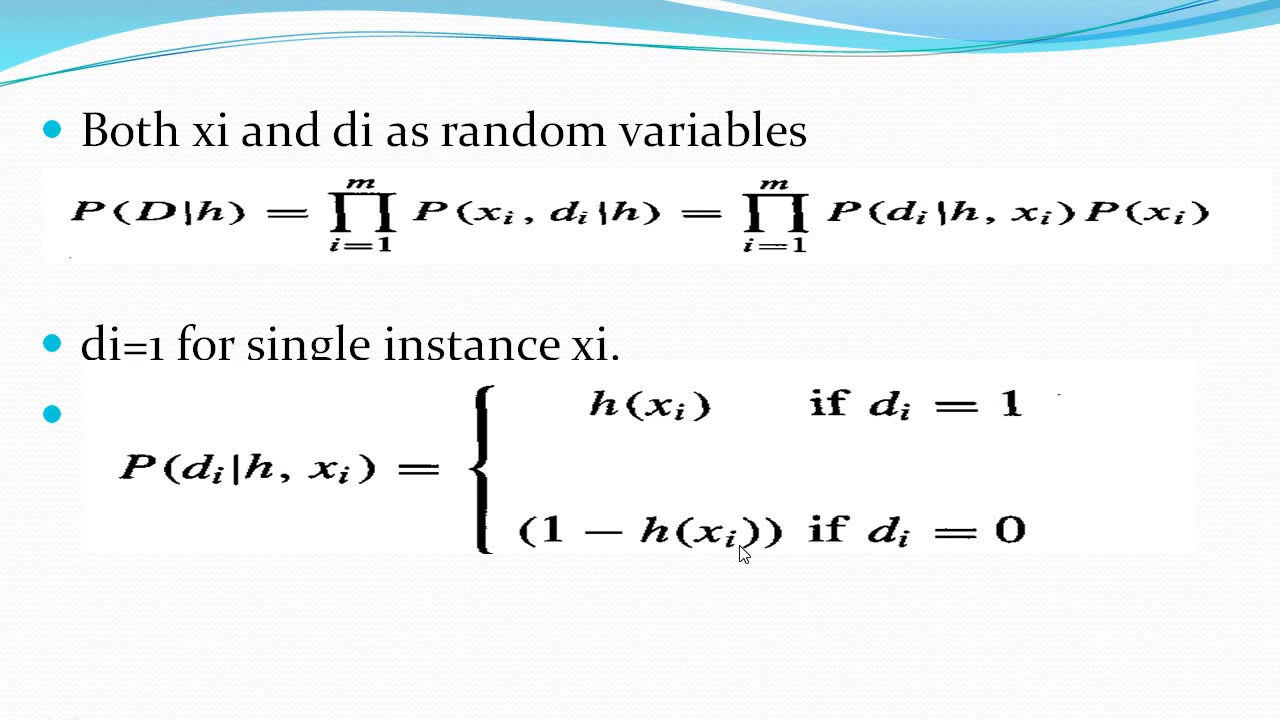 Both xi and di as random variables
P(D|h) = ∏_{i=1}^{m} P(x_i, d_i|h) = ∏_{i=1}^{m} P(d_i|h, x_i)P(x_i)
di=1 for single instance xi.
P(d_i|h, x_i) = { h(x_i) if d_i = 1
(1 − h(x_i)) if d_i = 0